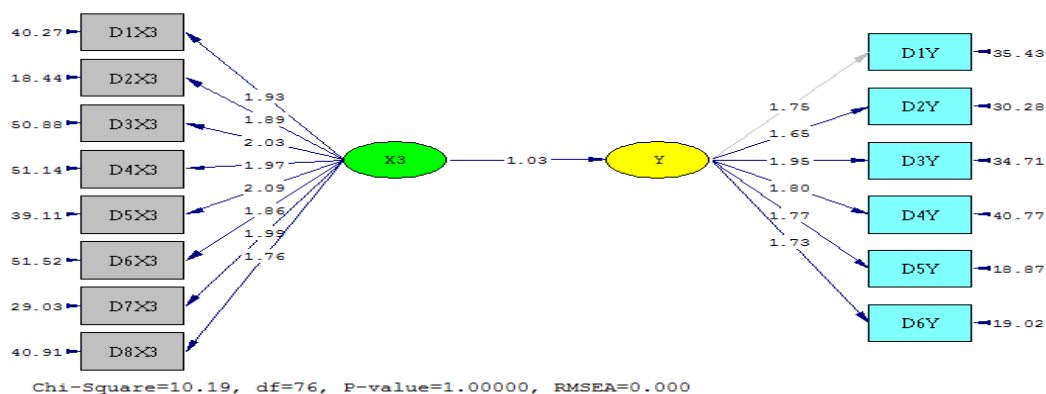 40.27 D1X3
18.44 D2X3
50.88 D3X3
51.14 D4X3
39.11 D5X3
51.52 D6X3
29.03 D7X3
40.91 D8X3
1.93
1.89
2.03
1.97
2.09
1.86
1.99
1.76
X3
1.03
Y
1.75
1.65
1.95
1.80
1.77
1.73
D1Y 35.43
D2Y 30.28
D3Y 34.71
D4Y 40.77
D5Y 18.87
D6Y 19.02
Chi-Square=10.19, df=76, P-value=1.00000, RMSEA=0.000